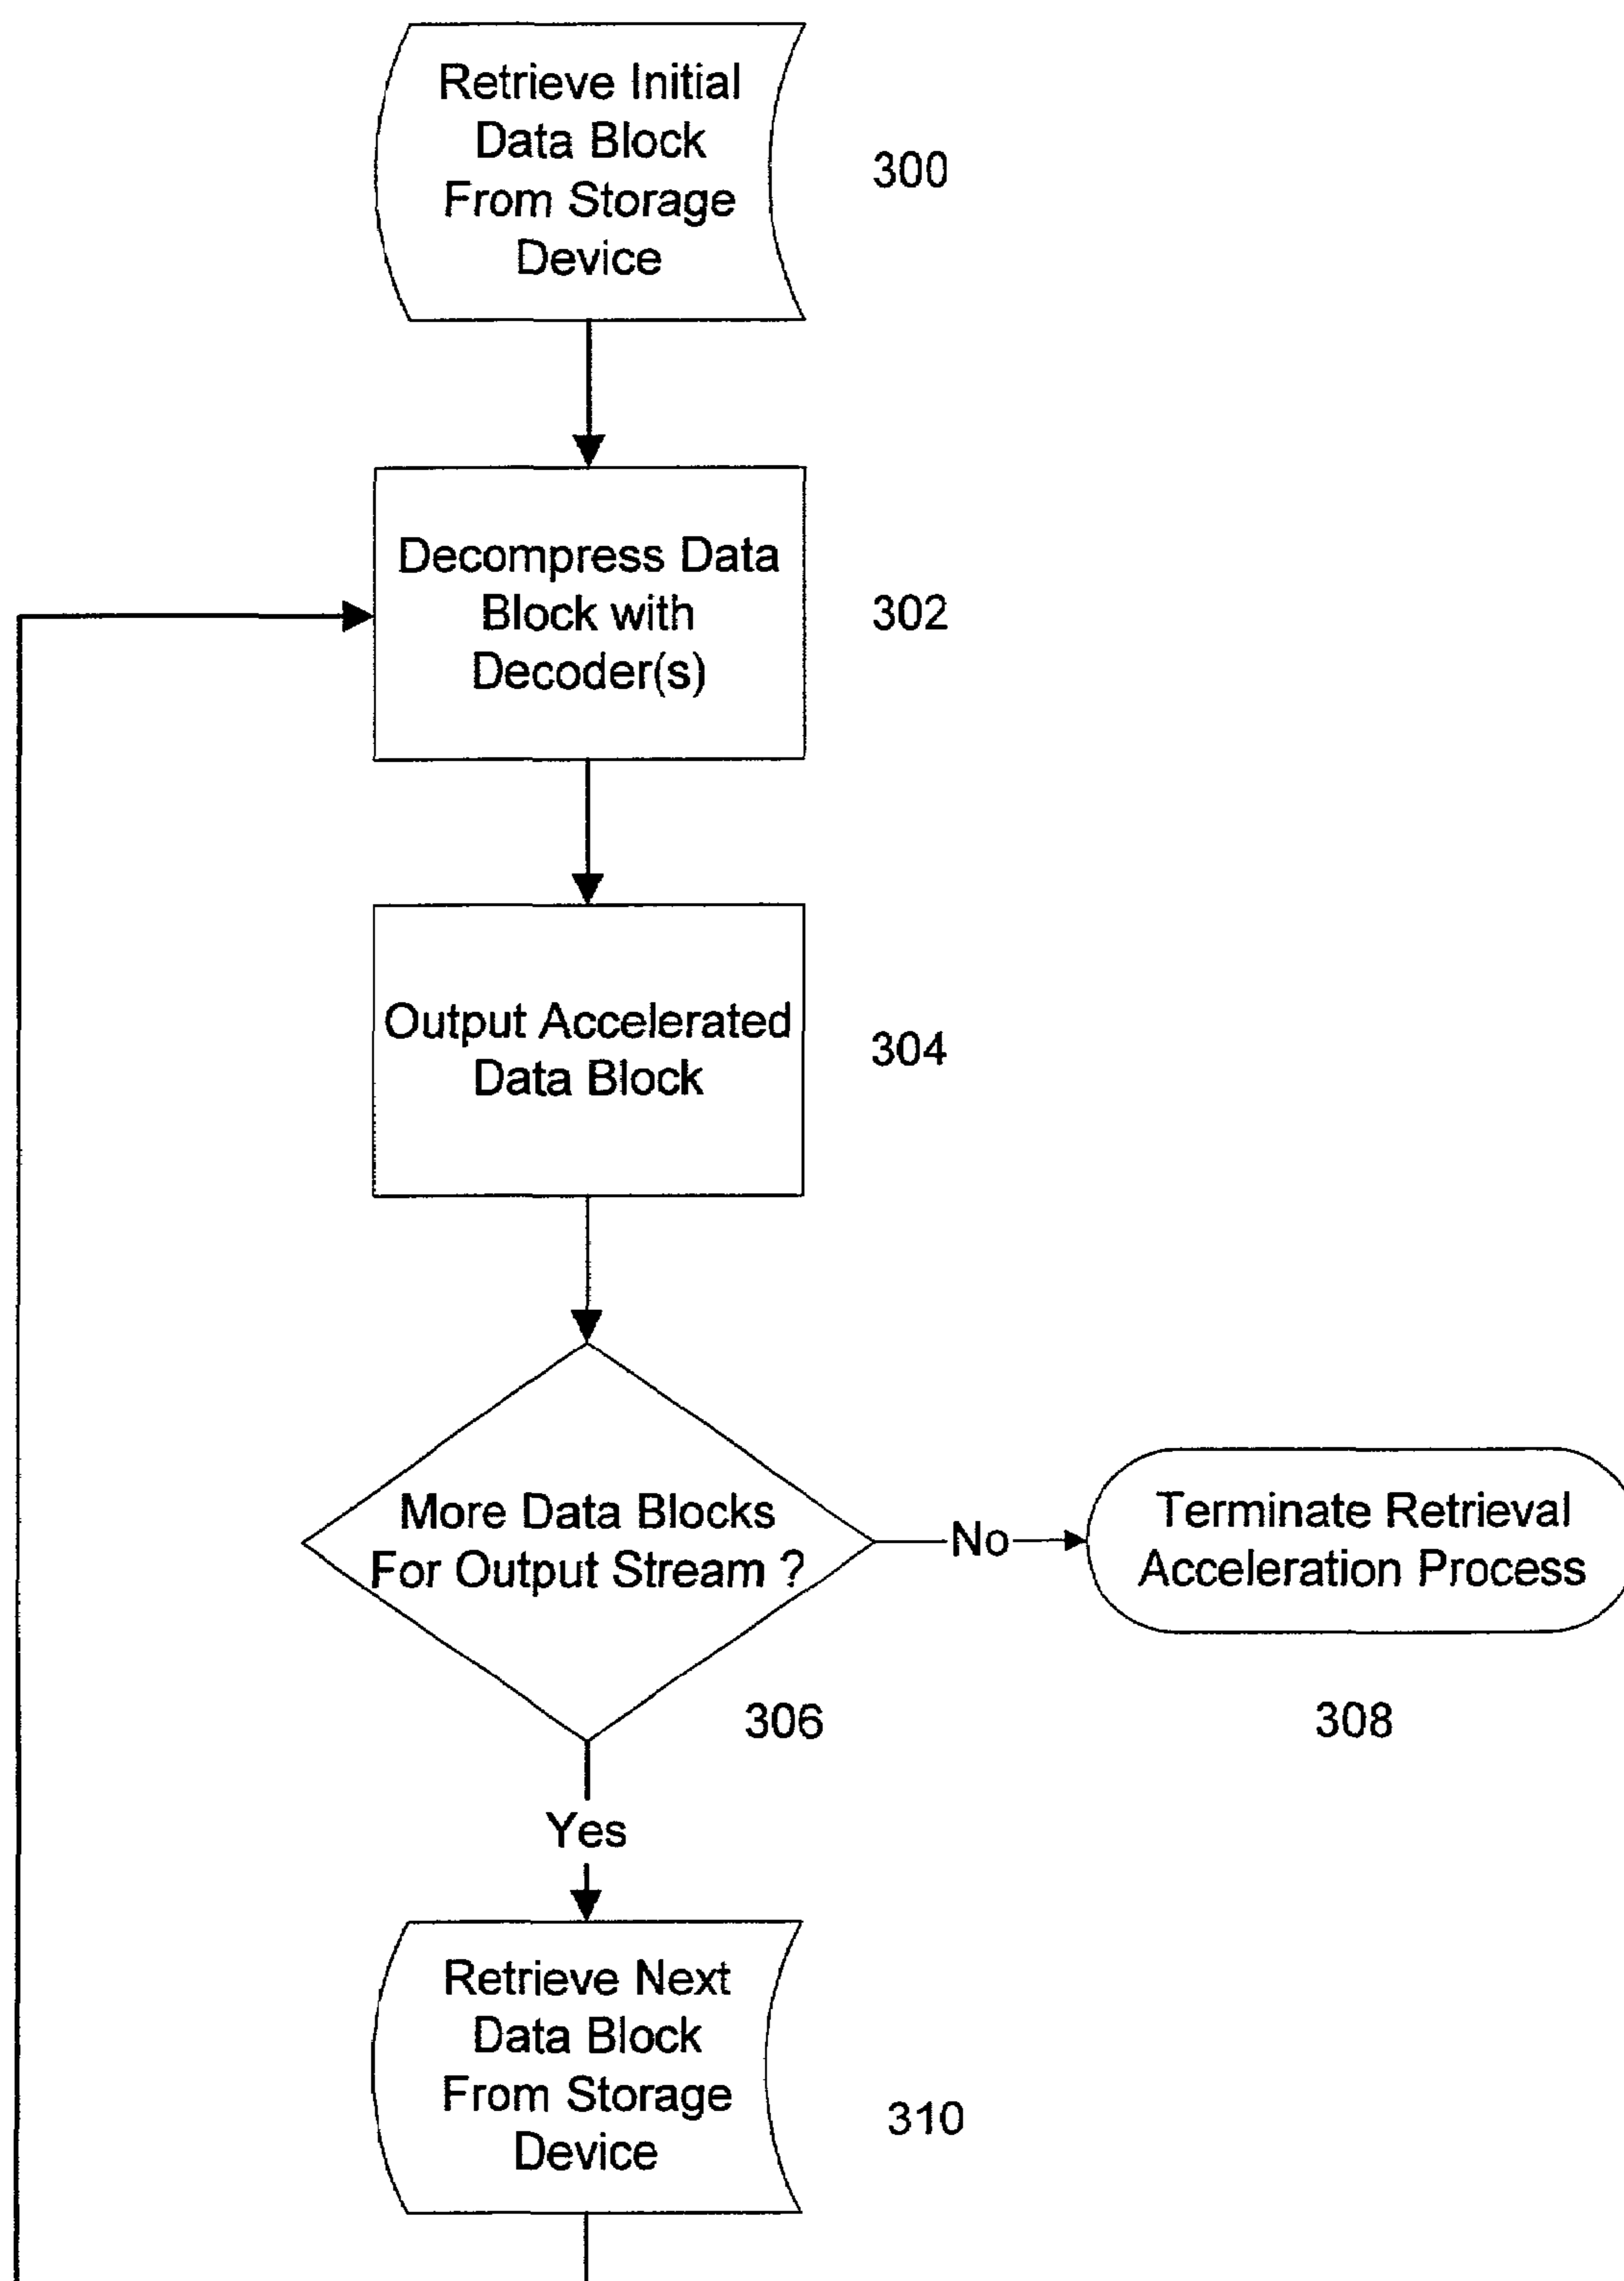 Retrieve Initial
Data Block
From Storage
Device
300
Decompress Data
Block with
Decoder(s)
302
Output Accelerated
Data Block
304
More Data Blocks
For Output Stream ?
306
No
Terminate Retrieval
Acceleration Process
308
Yes
Retrieve Next
Data Block
From Storage
Device
310